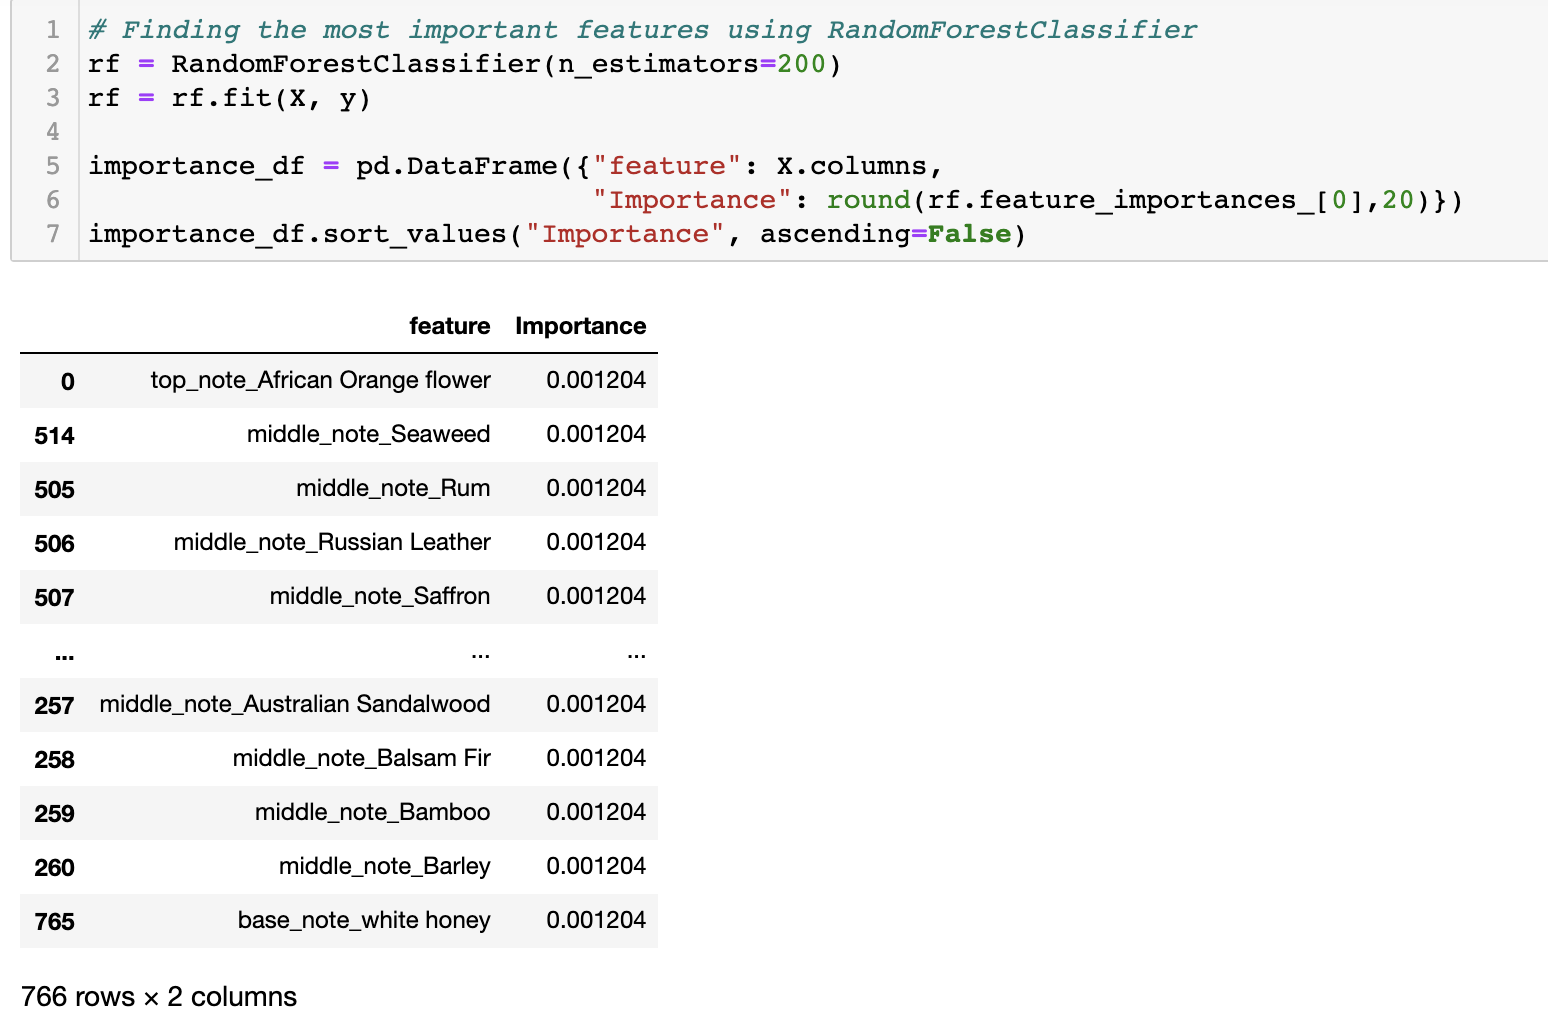 1 # Finding the most important features using RandomForestClassifier
2 rf = RandomForestClassifier(n_estimators=200)
3 rf = rf.fit(X, y)
4
5 importance_df = pd.DataFrame({"feature": X.columns,
6 "Importance": round(rf.feature_importances_[0],20)})
7 importance_df.sort_values("Importance", ascending=False)
feature Importance
0 top_note_African Orange flower 0.001204
514 middle_note_Seaweed 0.001204
505 middle_note_Rum 0.001204
506 middle_note_Russian Leather 0.001204
507 middle_note_Saffron 0.001204
... ... ...
257 middle_note_Australian Sandalwood 0.001204
258 middle_note_Balsam Fir 0.001204
259 middle_note_Bamboo 0.001204
260 middle_note_Barley 0.001204
765 base_note_white honey 0.001204
766 rows × 2 columns